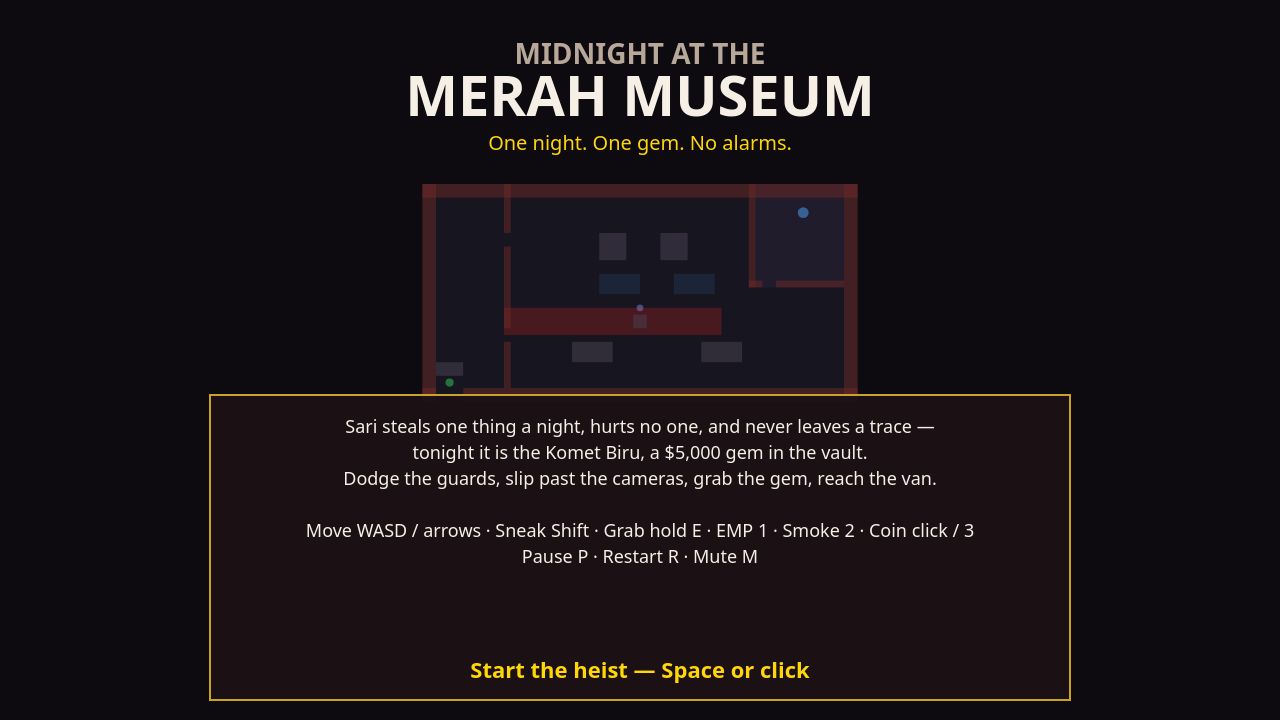 MIDNIGHT AT THE
MERAH MUSEUM
One night. One gem. No alarms.
Sari steals one thing a night, hurts no one, and never leaves a trace —
tonight it is the Komet Biru, a $5,000 gem in the vault.
Dodge the guards, slip past the cameras, grab the gem, reach the van.
Move WASD / arrows · Sneak Shift · Grab hold E · EMP 1 · Smoke 2 · Coin click / 3
Pause P · Restart R · Mute M
Start the heist — Space or click